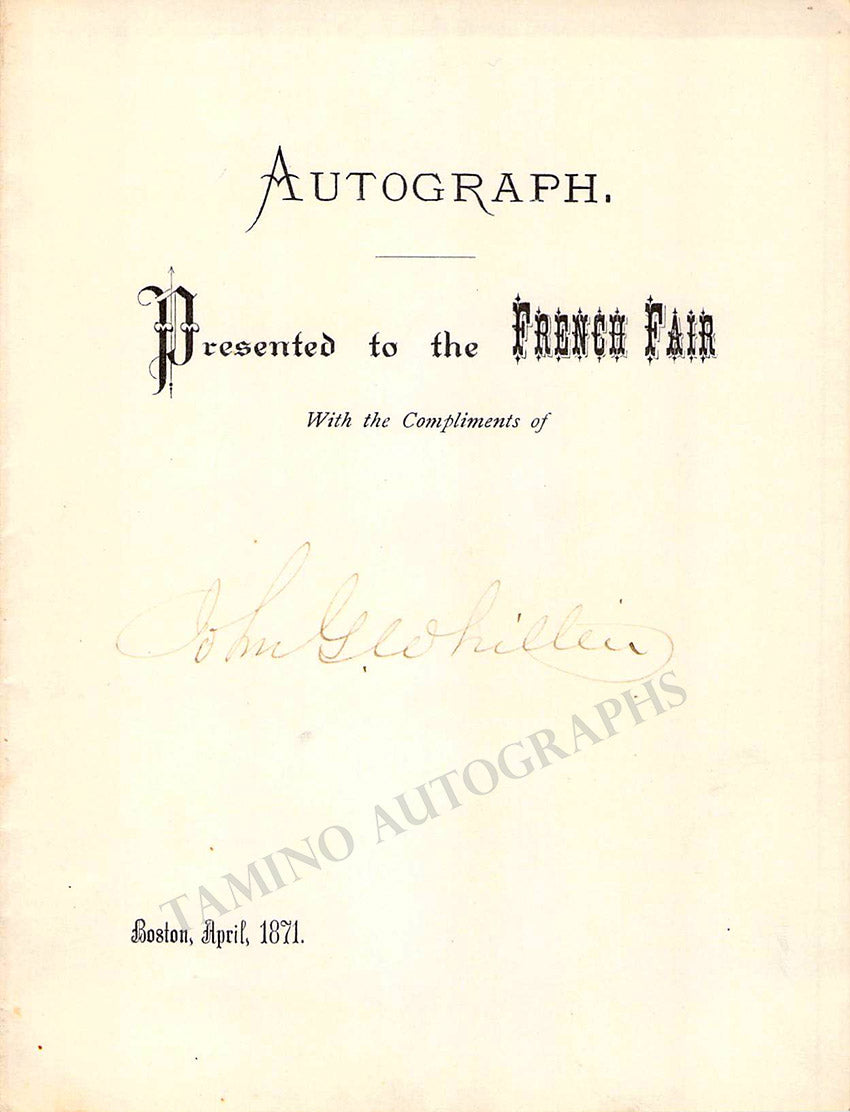 AUTOGRAPH.
Presented to the FRENCH FAIR
With the Compliments of
John G. Whittier
TAMINO AUTOGRAPHS
Boston, April, 1871.